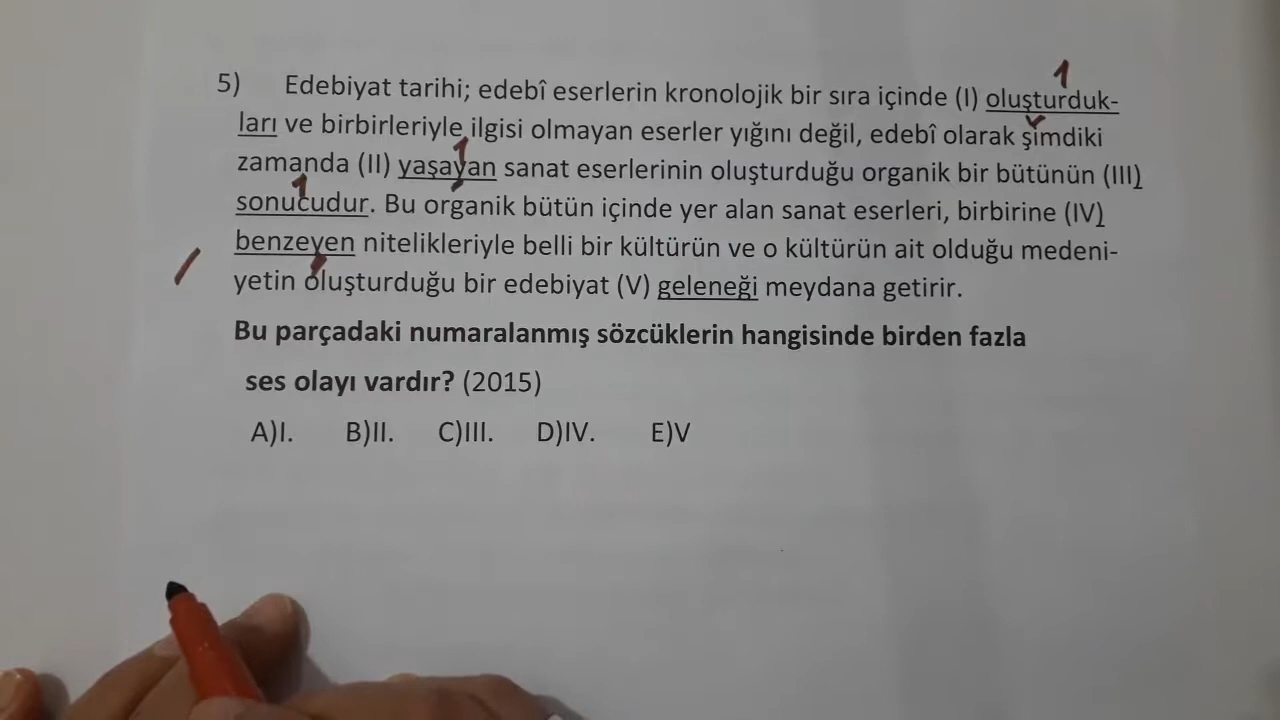 5) Edebiyat tarihi; edebî eserlerin kronolojik bir sıra içinde (I) oluşturduk-
ları ve birbirleriyle ilgisi olmayan eserler yığını değil, edebî olarak şimdiki
zamanda (II) yaşayan sanat eserlerinin oluşturduğu organik bir bütünün (III)
sonucudur. Bu organik bütün içinde yer alan sanat eserleri, birbirine (IV)
benzeyen nitelikleriyle belli bir kültürün ve o kültürün ait olduğu medeni-
yetin oluşturduğu bir edebiyat (V) geleneği meydana getirir.
Bu parçadaki numaralanmış sözcüklerin hangisinde birden fazla
ses olayı vardır? (2015)
A)I. B)II. C)III. D)IV. E)V
1
1
1